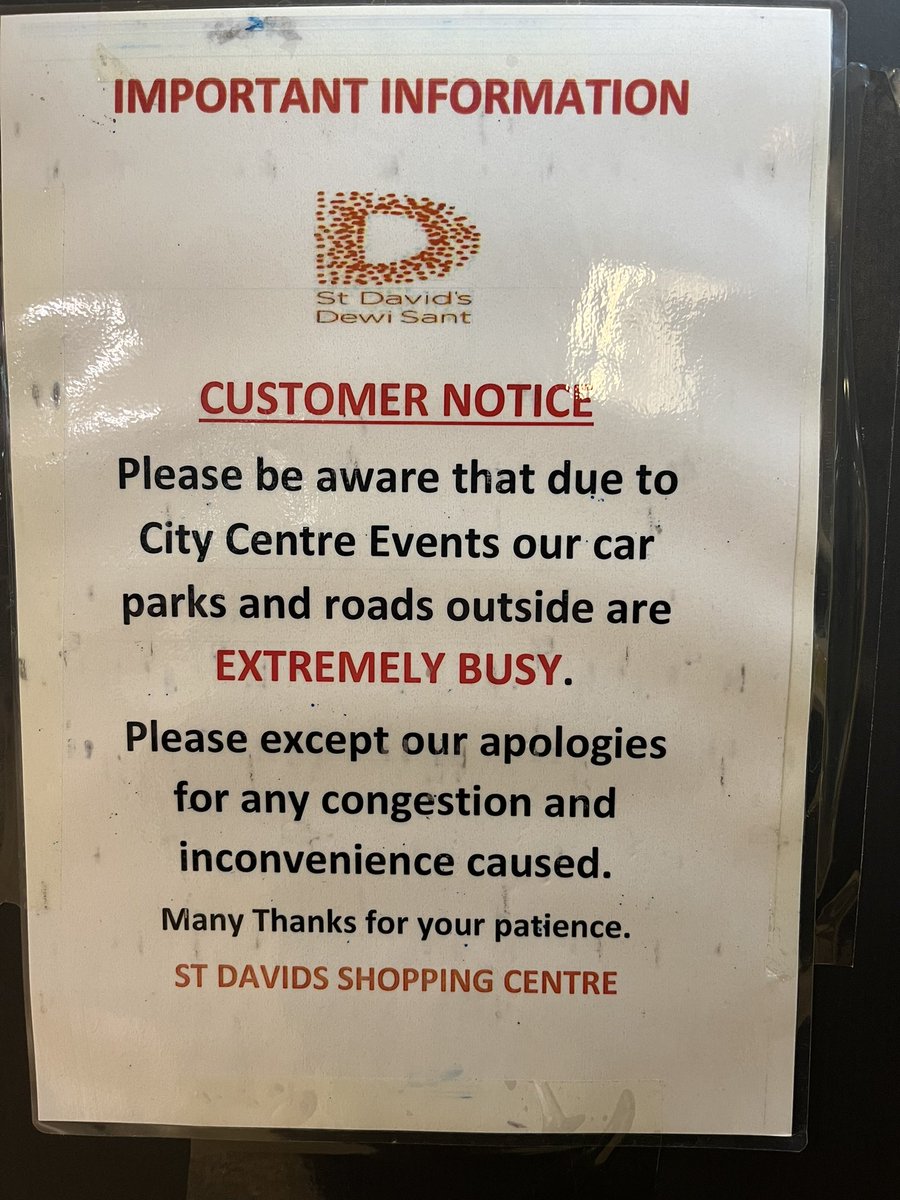 IMPORTANT INFORMATION
St David's
Dewi Sant
CUSTOMER NOTICE
Please be aware that due to
City Centre Events our car
parks and roads outside are
EXTREMELY BUSY.
Please except our apologies
for any congestion and
inconvenience caused.
Many Thanks for your patience.
ST DAVIDS SHOPPING CENTRE